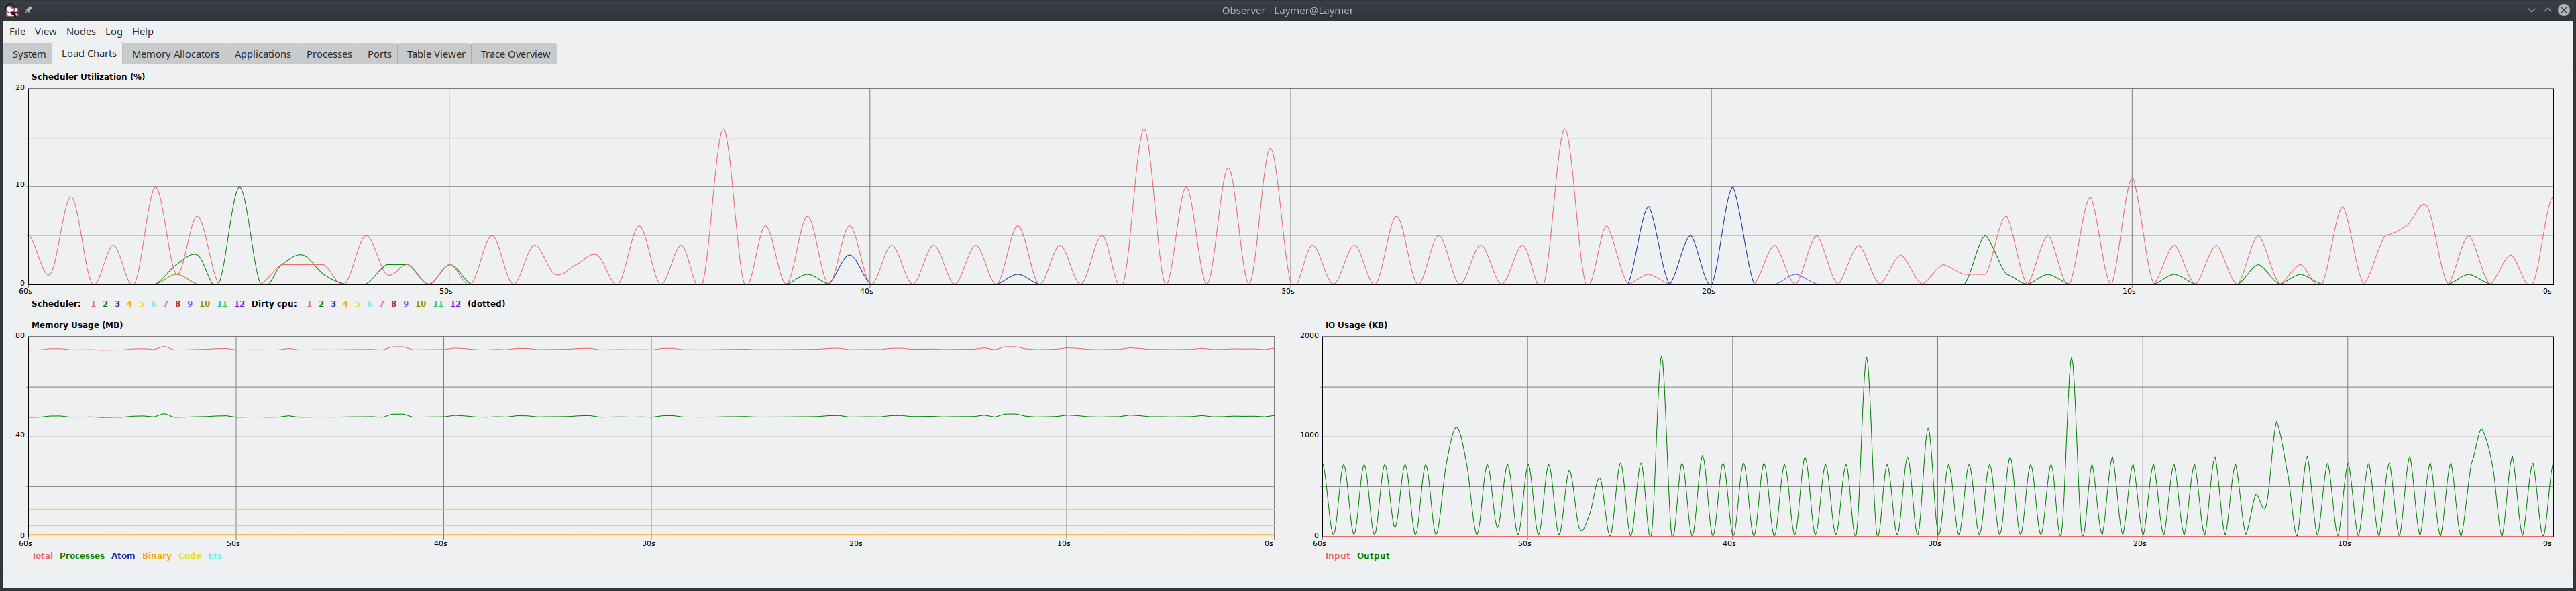 Observer - Laymer@Laymer
File View Nodes Log Help
System Load Charts Memory Allocators Applications Processes Ports Table Viewer Trace Overview
Scheduler Utilization (%)
20
10
0
60s 50s 40s 30s 20s 10s 0s
Scheduler: 1 2 3 4 5 6 7 8 9 10 11 12 Dirty cpu: 1 2 3 4 5 6 7 8 9 10 11 12 (dotted)
Memory Usage (MB)
80
40
0
60s 50s 40s 30s 20s 10s 0s
Total Processes Atom Binary Code Ets
IO Usage (KB)
2000
1000
0
60s 50s 40s 30s 20s 10s 0s
Input Output